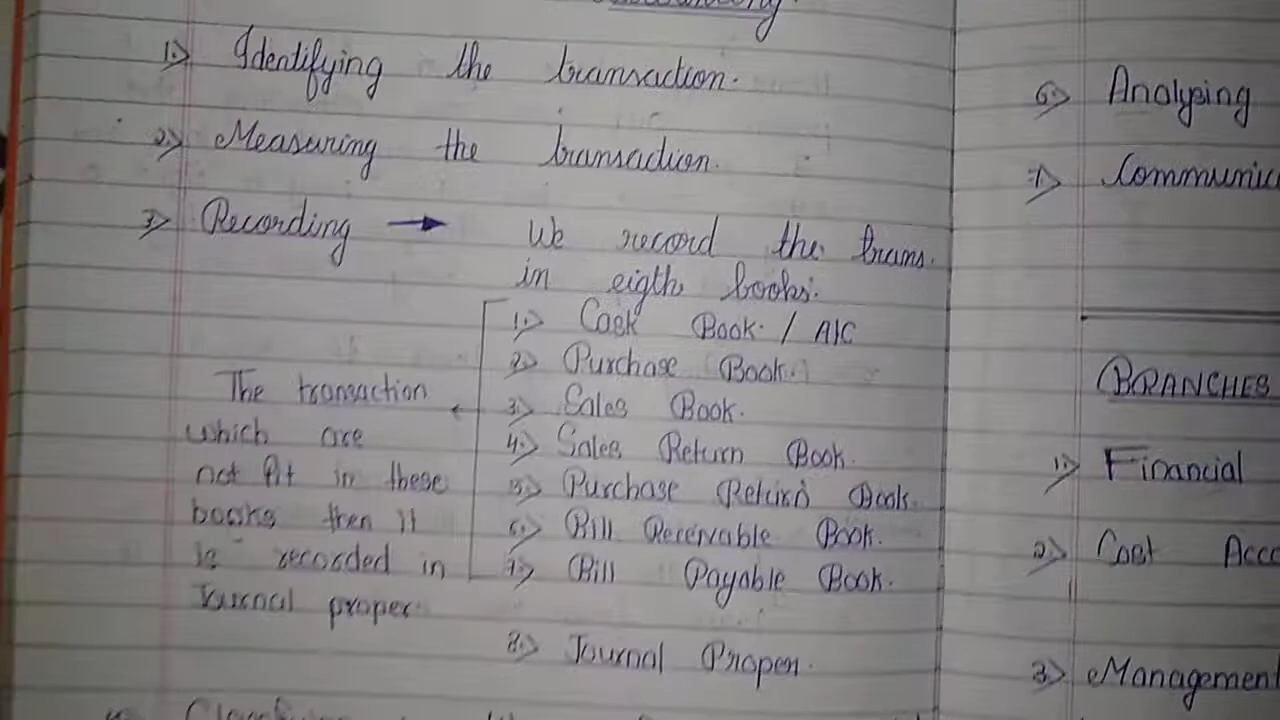 1.) Identifying the transaction.
2.) Measuring the transaction.
3.) Recording → We record the trans.
in eigth books.
1.) Cash Book / A/C
2.) Purchase Book.
3.) Sales Book.
4.) Sales Return Book.
5.) Purchase Return Book.
6.) Bill Receivable Book.
7.) Bill Payable Book.
8.) Journal Proper.
The transaction
which are
not fit in these
books then it
is recorded in
Journal proper
6.) Analysing
7.)
BRANCHES
1.) Financial
2.) Cost
3.) Management